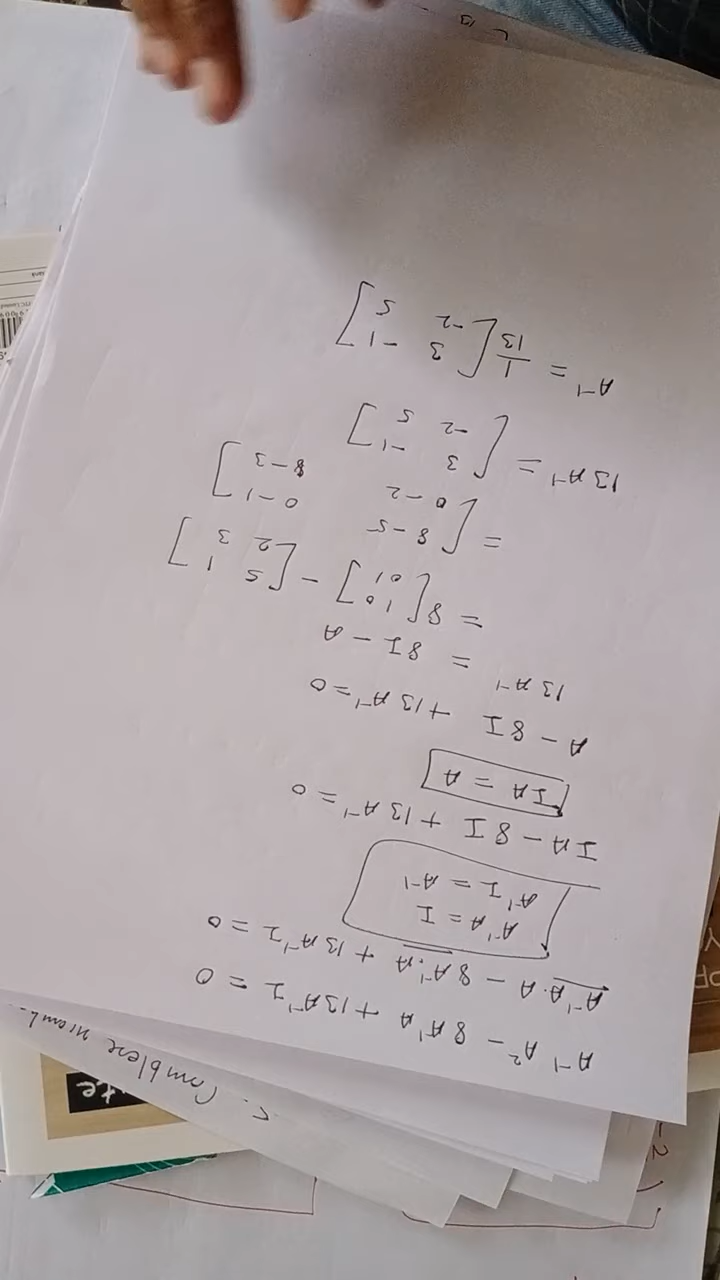 A⁻¹A² - 8A⁻¹A + 13A⁻¹I = 0
A⁻¹A.A - 8A⁻¹.A + 13A⁻¹I = 0
A⁻¹A = I
A⁻¹I = A⁻¹
IA - 8I + 13A⁻¹ = 0
IA = A
A - 8I + 13A⁻¹ = 0
13A⁻¹ = 8I - A
= 8[1 0; 0 1] - [5 1; 2 3]
= [8-5 0-1; 0-2 8-3]
13A⁻¹ = [3 -1; -2 5]
A⁻¹ = 1/13 [3 -1; -2 5]